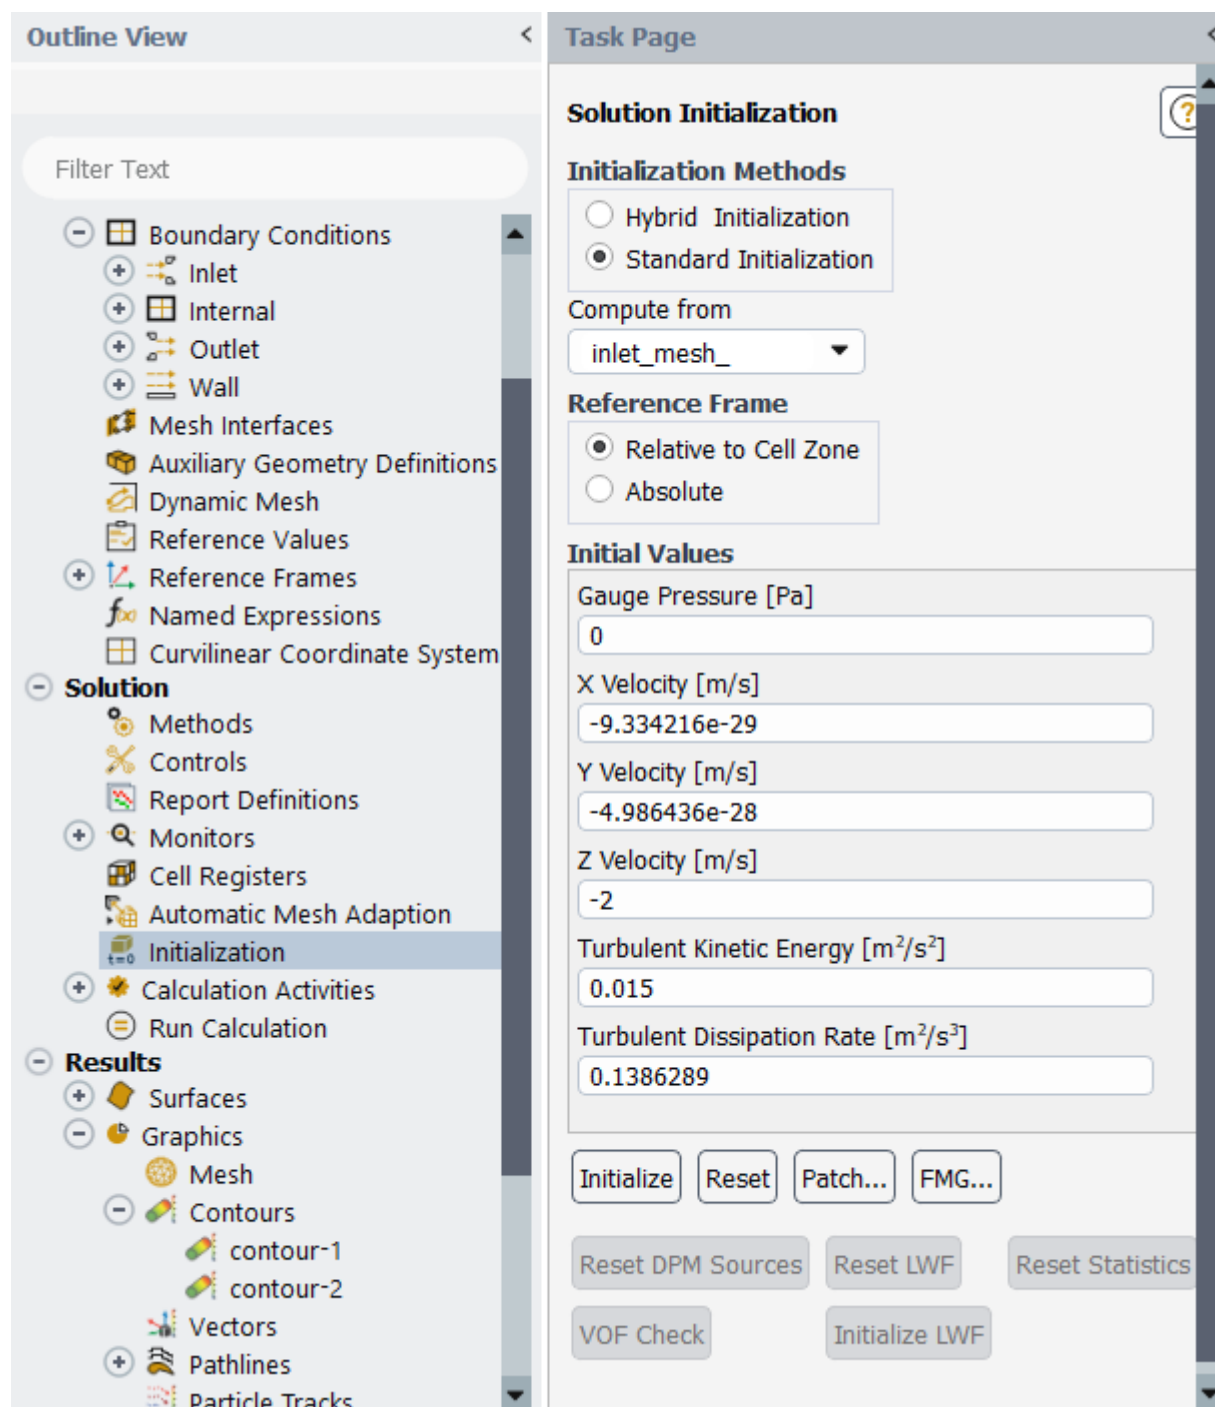 Outline View
Filter Text
Boundary Conditions
Inlet
Internal
Outlet
Wall
Mesh Interfaces
Auxiliary Geometry Definitions
Dynamic Mesh
Reference Values
Reference Frames
f(x) Named Expressions
Curvilinear Coordinate System
Solution
Methods
Controls
Report Definitions
Monitors
Cell Registers
Automatic Mesh Adaption
t=0 Initialization
Calculation Activities
Run Calculation
Results
Surfaces
Graphics
Mesh
Contours
contour-1
contour-2
Vectors
Pathlines
Particle Tracks
Task Page
Solution Initialization
?
Initialization Methods
Hybrid Initialization
Standard Initialization
Compute from
inlet_mesh_
Reference Frame
Relative to Cell Zone
Absolute
Initial Values
Gauge Pressure [Pa]
0
X Velocity [m/s]
-9.334216e-29
Y Velocity [m/s]
-4.986436e-28
Z Velocity [m/s]
-2
Turbulent Kinetic Energy [m²/s²]
0.015
Turbulent Dissipation Rate [m²/s³]
0.1386289
Initialize Reset Patch... FMG...
Reset DPM Sources Reset LWF Reset Statistics
VOF Check Initialize LWF